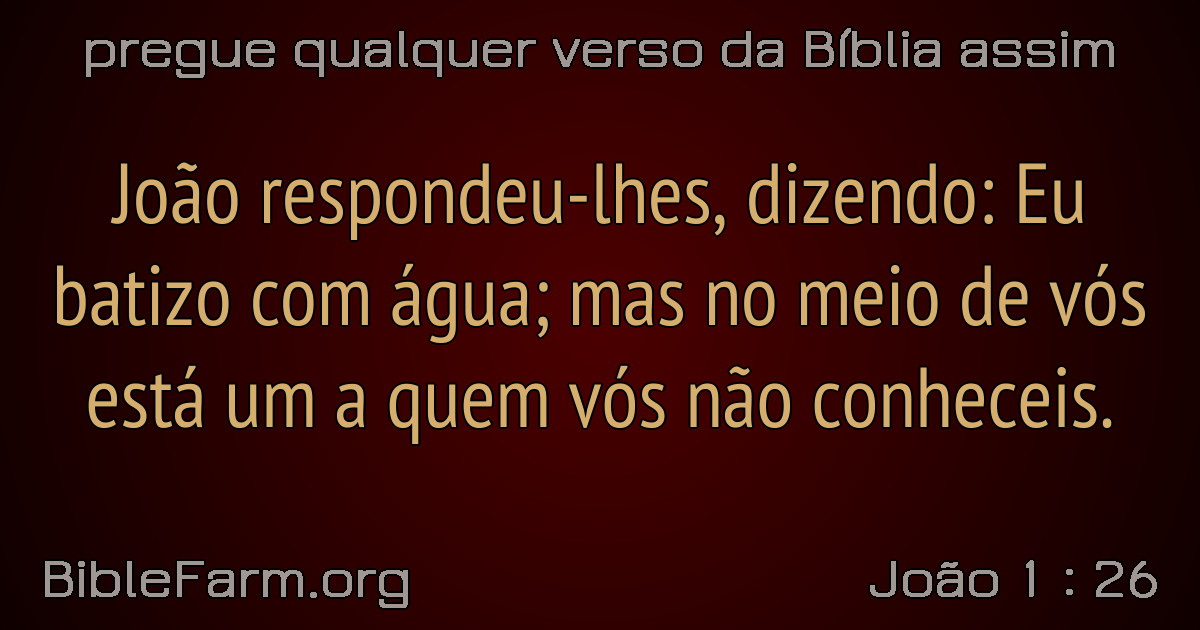 pregue qualquer verso da Bíblia assim
João respondeu-lhes, dizendo: Eu
batizo com água; mas no meio de vós
está um a quem vós não conheceis.
BibleFarm.org
João 1 : 26